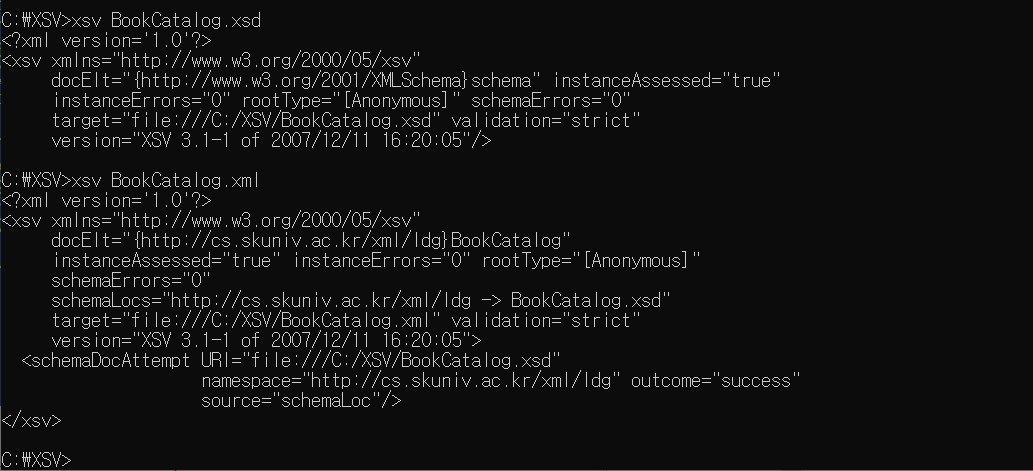 C:₩XSV>xsv BookCatalog.xsd
<?xml version='1.0'?>
<xsv xmlns="http://www.w3.org/2000/05/xsv"
     docElt="{http://www.w3.org/2001/XMLSchema}schema" instanceAssessed="true"
     instanceErrors="0" rootType="[Anonymous]" schemaErrors="0"
     target="file:///C:/XSV/BookCatalog.xsd" validation="strict"
     version="XSV 3.1-1 of 2007/12/11 16:20:05"/>
C:₩XSV>xsv BookCatalog.xml
<?xml version='1.0'?>
<xsv xmlns="http://www.w3.org/2000/05/xsv"
     docElt="{http://cs.skuniv.ac.kr/xml/ldg}BookCatalog"
     instanceAssessed="true" instanceErrors="0" rootType="[Anonymous]"
     schemaErrors="0"
     schemaLocs="http://cs.skuniv.ac.kr/xml/ldg -> BookCatalog.xsd"
     target="file:///C:/XSV/BookCatalog.xml" validation="strict"
     version="XSV 3.1-1 of 2007/12/11 16:20:05">
  <schemaDocAttempt URI="file:///C:/XSV/BookCatalog.xsd"
                    namespace="http://cs.skuniv.ac.kr/xml/ldg" outcome="success"
                    source="schemaLoc"/>
</xsv>
C:₩XSV>